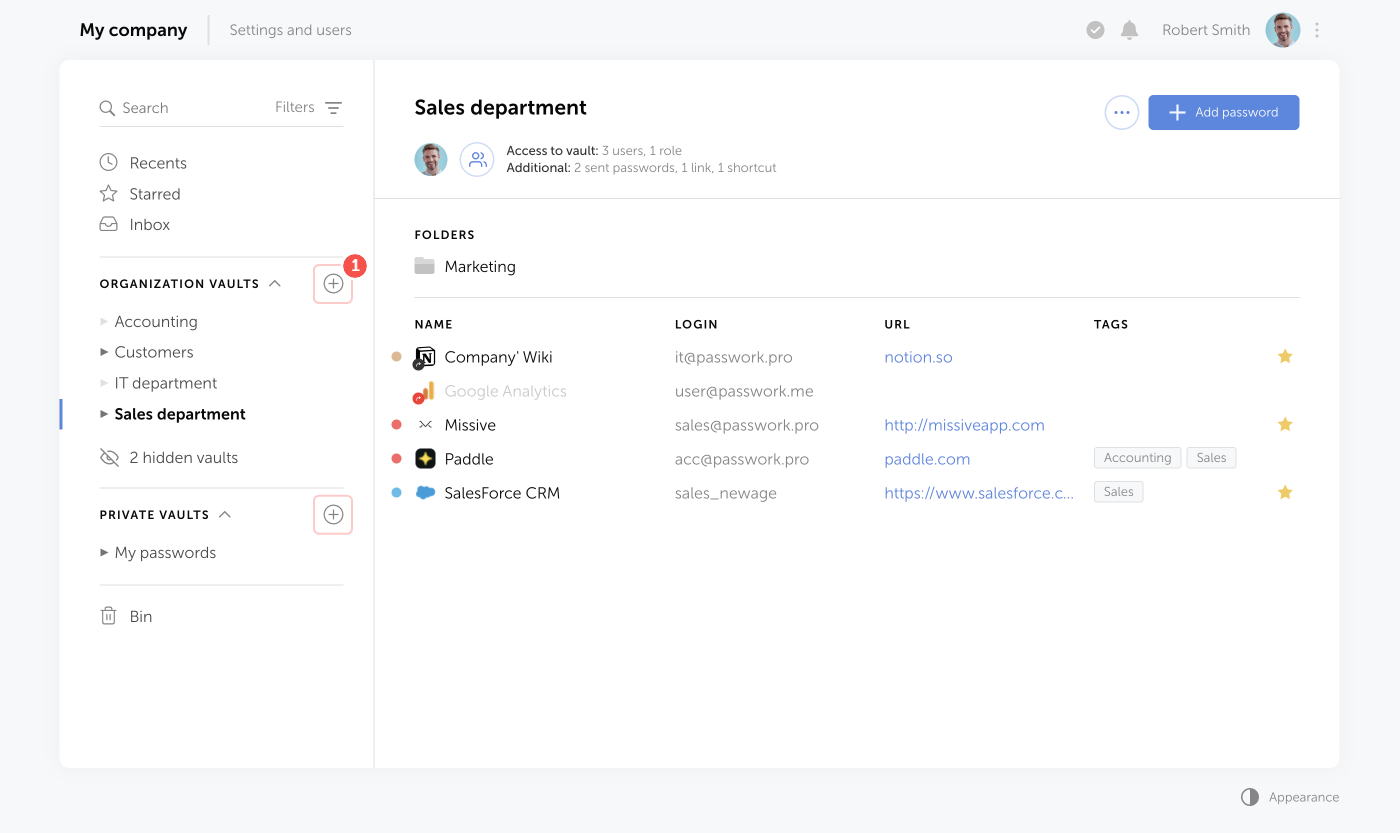 My company
Settings and users
Robert Smith
Search
Filters
Recents
Starred
Inbox
ORGANIZATION VAULTS
1
Accounting
Customers
IT department
Sales department
2 hidden vaults
PRIVATE VAULTS
My passwords
Bin
Sales department
Add password
Access to vault: 3 users, 1 role
Additional: 2 sent passwords, 1 link, 1 shortcut
FOLDERS
Marketing
NAME LOGIN URL TAGS
Company' Wiki it@passwork.pro notion.so
Google Analytics user@passwork.me
Missive sales@passwork.pro http://missiveapp.com
Paddle acc@passwork.pro paddle.com Accounting Sales
SalesForce CRM sales_newage https://www.salesforce.c... Sales
Appearance